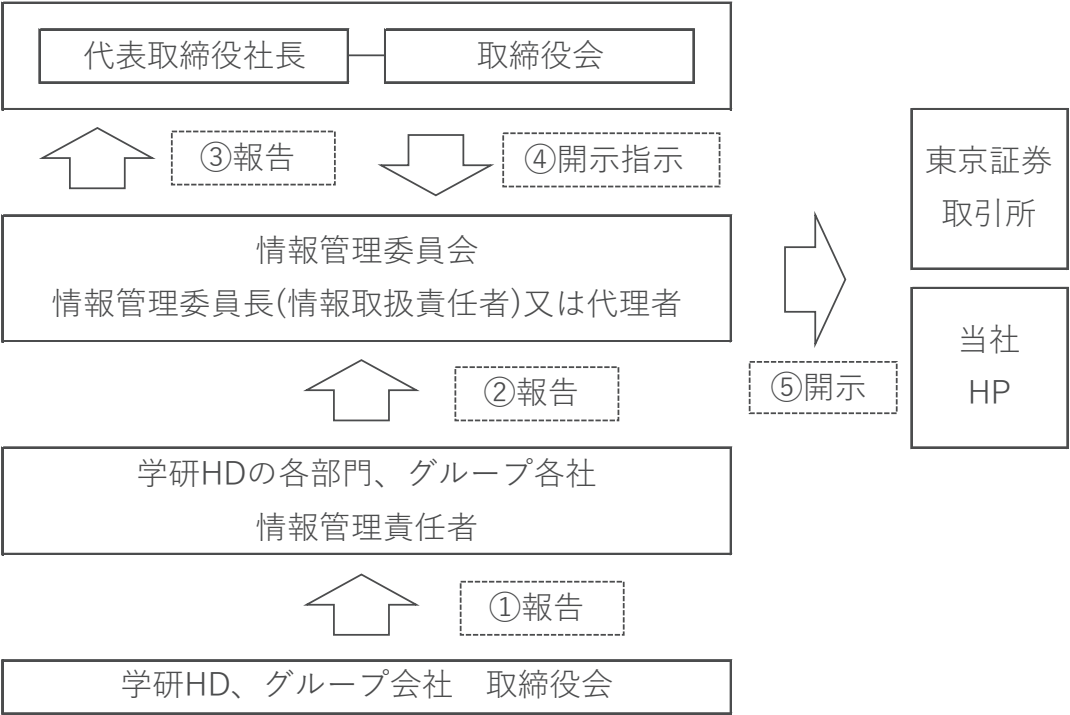 代表取締役社長
取締役会
③報告
④開示指示
東京証券
取引所
情報管理委員会
情報管理委員長(情報取扱責任者)又は代理者
当社
HP
②報告
⑤開示
学研HDの各部門、グループ各社
情報管理責任者
①報告
学研HD、グループ会社　取締役会